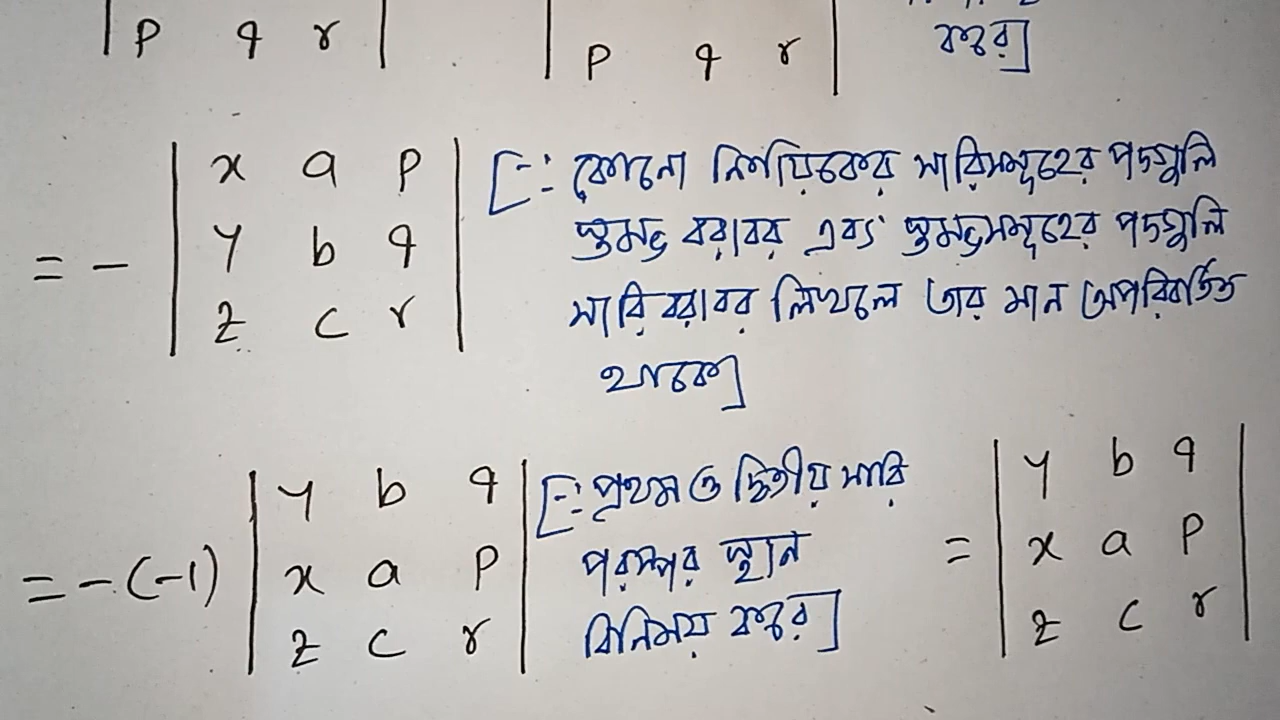 | p q r | | p q r | করে]
| x a p | [∵ কোনো নির্ণায়কের সারিসমূহের পদগুলি
= - | y b q | স্তম্ভ বরাবর এবং স্তম্ভসমূহের পদগুলি
| z c r | সারি বরাবর লিখলে তার মান অপরিবর্তিত
থাকে]
| y b q | [∵ প্রথম ও দ্বিতীয় সারি | y b q |
= - (-1) | x a p | পরস্পর স্থান = | x a p |
| z c r | বিনিময় করে] | z c r |